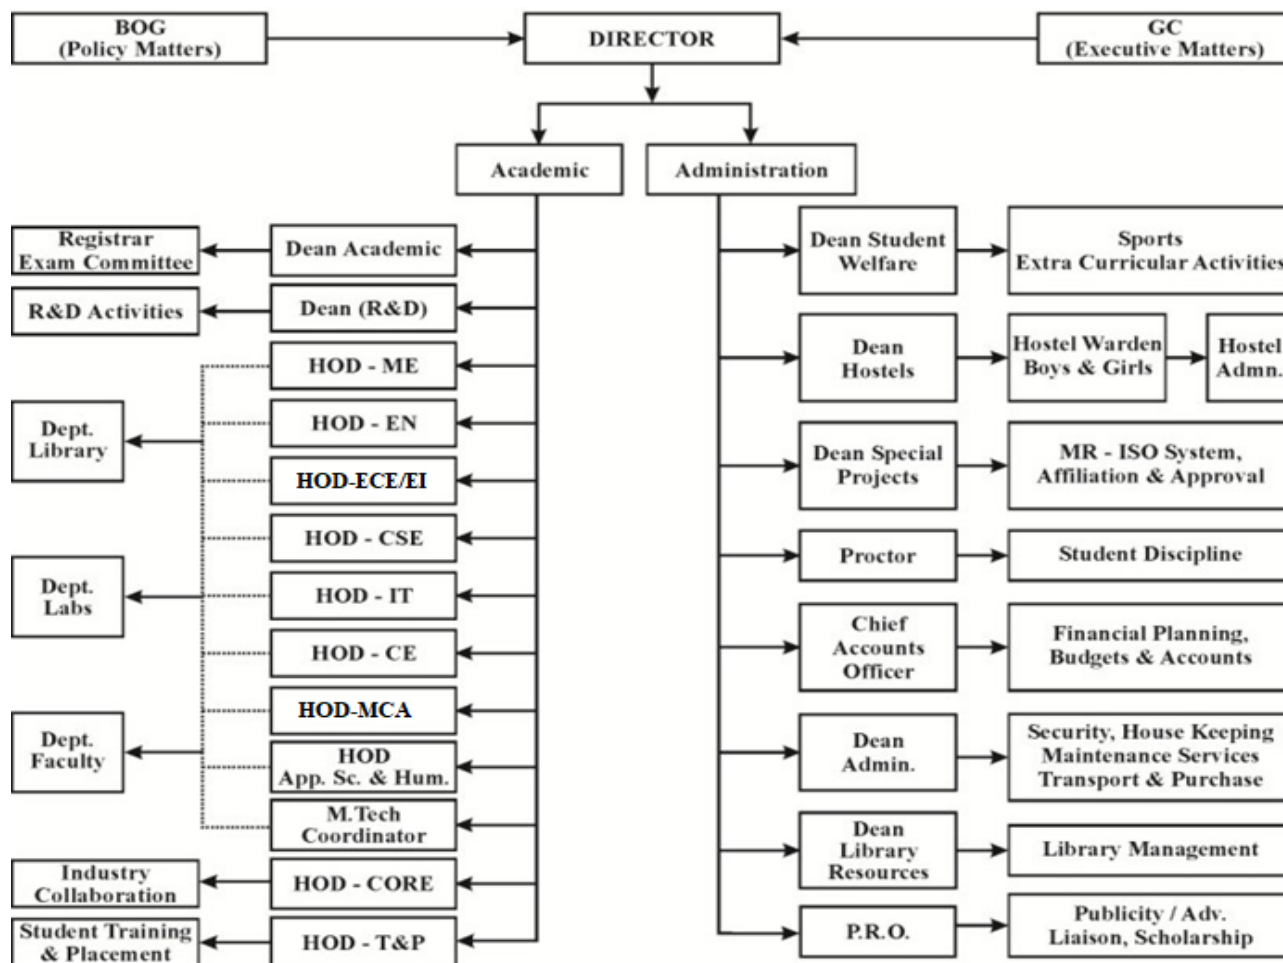 BOG
(Policy Matters)
DIRECTOR
GC
(Executive Matters)
Academic
Administration
Registrar
Exam Committee
Dean Academic
R&D Activities
Dean (R&D)
HOD - ME
HOD - EN
HOD-ECE/EI
HOD - CSE
HOD - IT
HOD - CE
HOD-MCA
HOD
App. Sc. & Hum.
M.Tech
Coordinator
Dept.
Library
Dept.
Labs
Dept.
Faculty
Industry
Collaboration
HOD - CORE
Student Training
& Placement
HOD - T&P
Dean Student
Welfare
Sports
Extra Curricular Activities
Dean
Hostels
Hostel Warden
Boys & Girls
Hostel
Admn.
Dean Special
Projects
MR - ISO System,
Affiliation & Approval
Proctor
Student Discipline
Chief
Accounts
Officer
Financial Planning,
Budgets & Accounts
Dean
Admin.
Security, House Keeping
Maintenance Services
Transport & Purchase
Dean
Library
Resources
Library Management
P.R.O.
Publicity / Adv.
Liaison, Scholarship